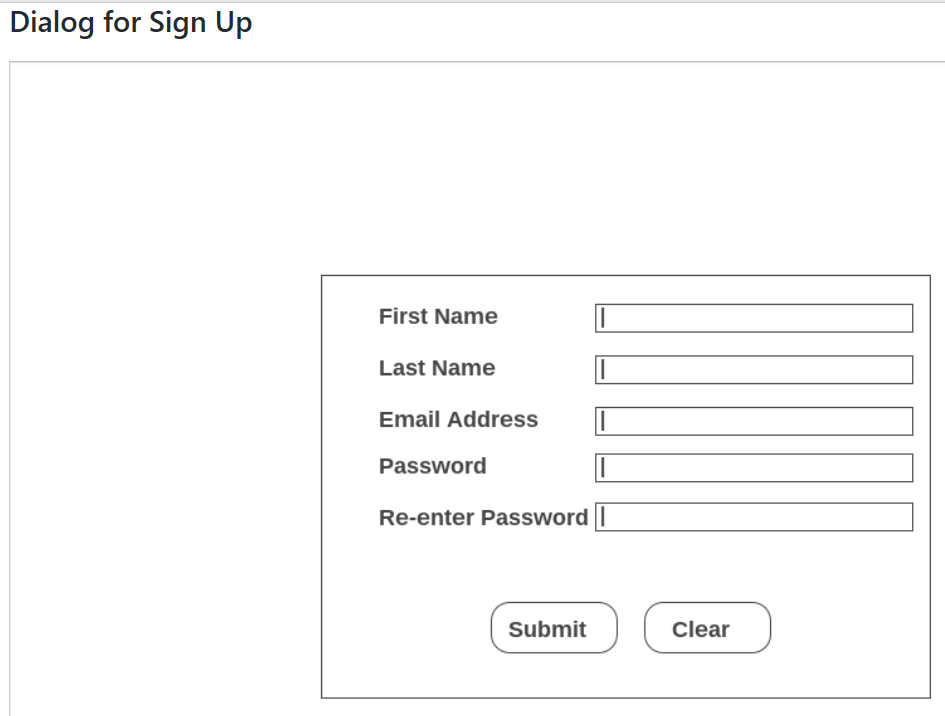 Dialog for Sign Up
First Name
Last Name
Email Address
Password
Re-enter Password
Submit Clear